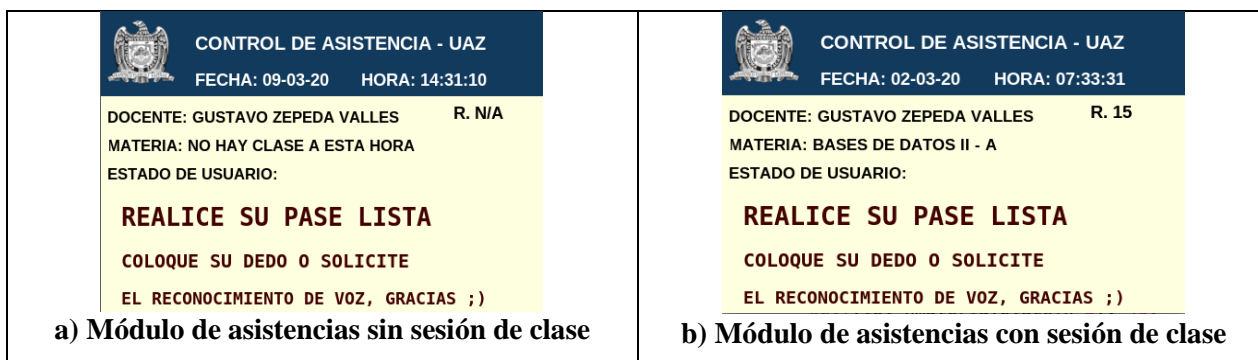 CONTROL DE ASISTENCIA - UAZ
FECHA: 09-03-20 HORA: 14:31:10
DOCENTE: GUSTAVO ZEPEDA VALLES R. N/A
MATERIA: NO HAY CLASE A ESTA HORA
ESTADO DE USUARIO:
REALICE SU PASE LISTA
COLOQUE SU DEDO O SOLICITE
EL RECONOCIMIENTO DE VOZ, GRACIAS ;)
a) Módulo de asistencias sin sesión de clase
CONTROL DE ASISTENCIA - UAZ
FECHA: 02-03-20 HORA: 07:33:31
DOCENTE: GUSTAVO ZEPEDA VALLES R. 15
MATERIA: BASES DE DATOS II - A
ESTADO DE USUARIO:
REALICE SU PASE LISTA
COLOQUE SU DEDO O SOLICITE
EL RECONOCIMIENTO DE VOZ, GRACIAS ;)
b) Módulo de asistencias con sesión de clase